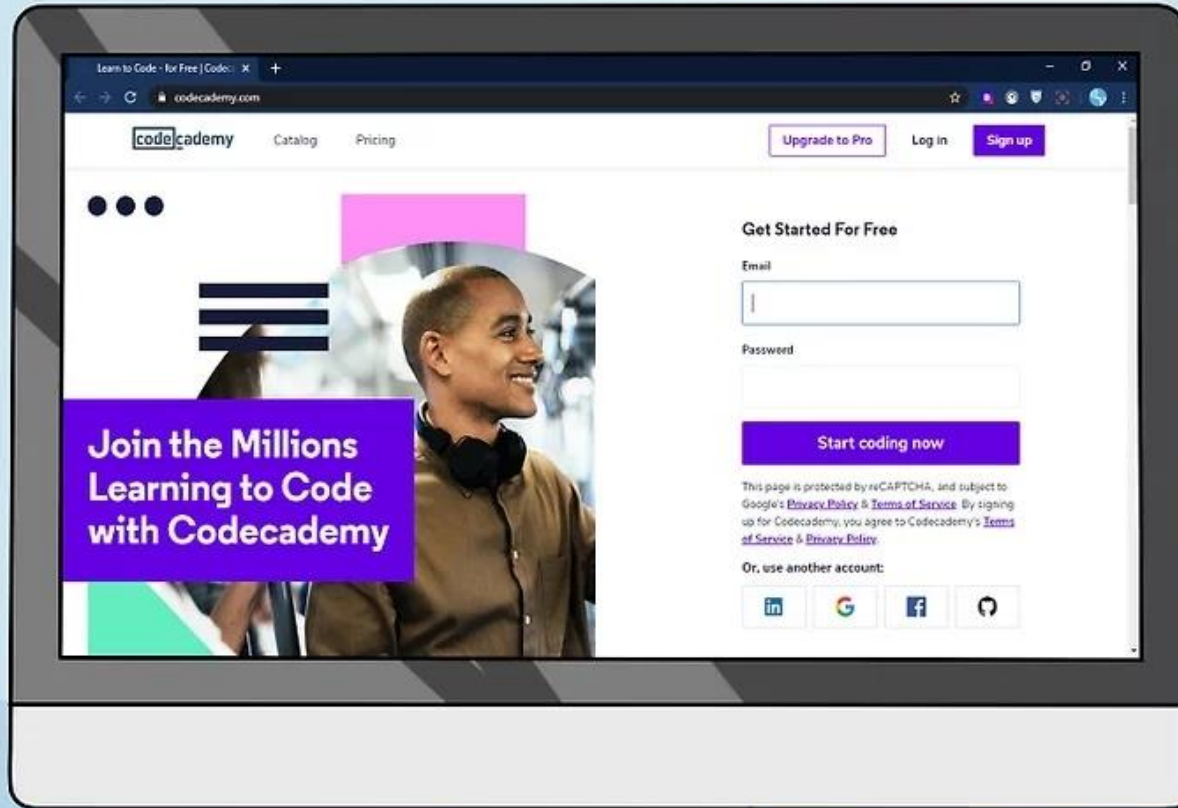 Learn to Code - for Free | Codec
codecademy.com
codecademy
Catalog
Pricing
Upgrade to Pro
Log in
Sign up
Join the Millions
Learning to Code
with Codecademy
Get Started For Free
Email
Password
Start coding now
This page is protected by reCAPTCHA, and subject to
Google's Privacy Policy & Terms of Service. By signing
up for Codecademy, you agree to Codecademy's Terms
of Service & Privacy Policy.
Or, use another account:
in
G
f